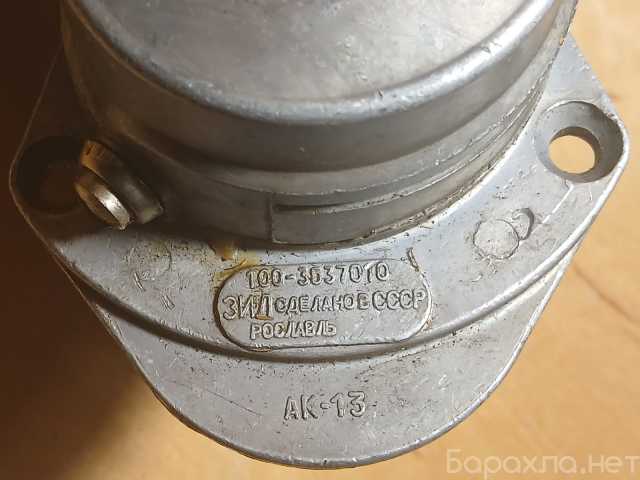 100-3537010
ЗИЛ СДЕЛАНО В СССР
РОСЛАВЛЬ
АК-13
Барахла.нет